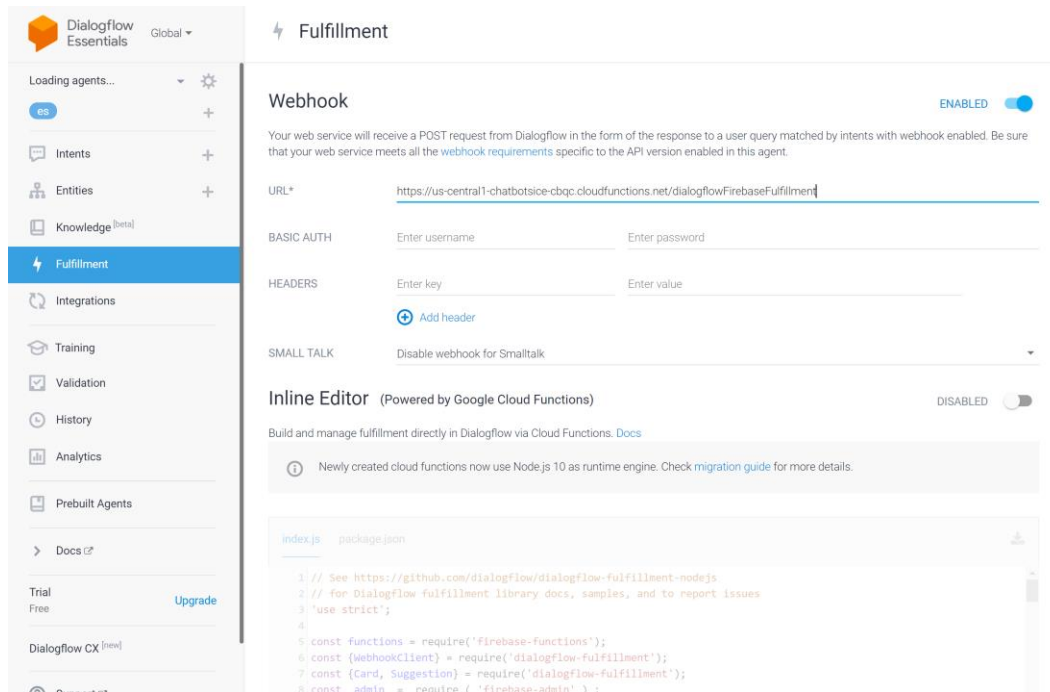 Dialogflow
Essentials
Global
Loading agents...
es
Intents
Entities
Knowledge [beta]
Fulfillment
Integrations
Training
Validation
History
Analytics
Prebuilt Agents
Docs
Trial
Free
Upgrade
Dialogflow CX [new]
Support
Fulfillment
Webhook
ENABLED
Your web service will receive a POST request from Dialogflow in the form of the response to a user query matched by intents with webhook enabled. Be sure
that your web service meets all the webhook requirements specific to the API version enabled in this agent.
URL*
https://us-central1-chatbotsice-cbqc.cloudfunctions.net/dialogflowFirebaseFulfillment
BASIC AUTH
Enter username
Enter password
HEADERS
Enter key
Enter value
Add header
SMALL TALK
Disable webhook for Smalltalk
Inline Editor (Powered by Google Cloud Functions)
DISABLED
Build and manage fulfillment directly in Dialogflow via Cloud Functions. Docs
Newly created cloud functions now use Node.js 10 as runtime engine. Check migration guide for more details.
index.js package.json
1 // See https://github.com/dialogflow/dialogflow-fulfillment-nodejs
2 // for Dialogflow fulfillment library docs, samples, and to report issues
3 'use strict';
4
5 const functions = require('firebase-functions');
6 const {WebhookClient} = require('dialogflow-fulfillment');
7 const {Card, Suggestion} = require('dialogflow-fulfillment');
8 const admin = require ( 'firebase-admin' ) ;